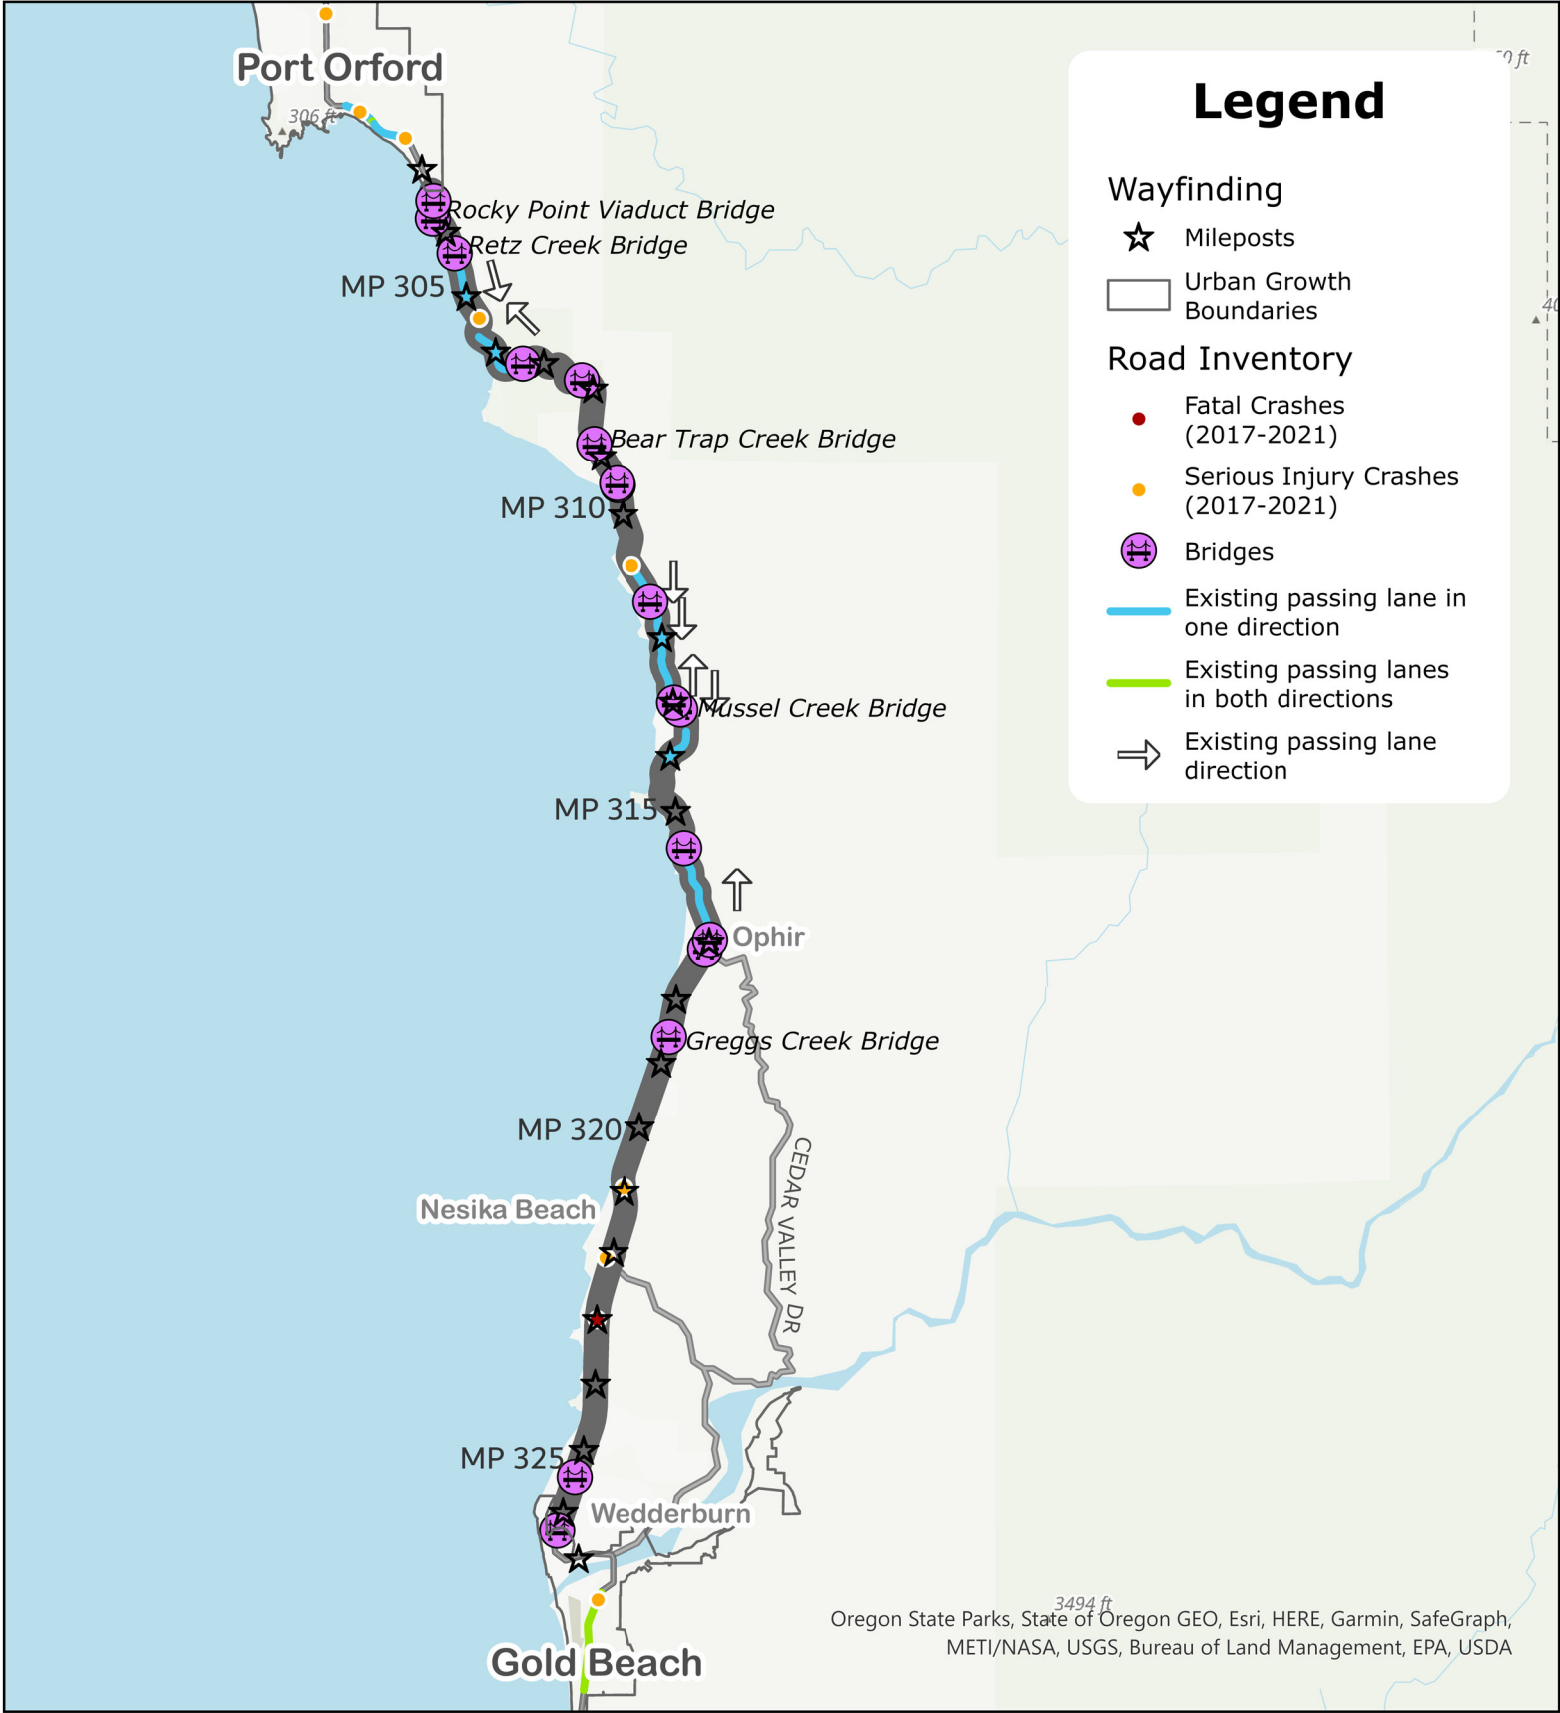 Port Orford
306 ft
Rocky Point Viaduct Bridge
Retz Creek Bridge
MP 305
Bear Trap Creek Bridge
MP 310
Mussel Creek Bridge
MP 315
Ophir
Greggs Creek Bridge
MP 320
CEDAR VALLEY DR
Nesika Beach
MP 325
Wedderburn
Gold Beach
Legend
Wayfinding
Mileposts
Urban Growth
Boundaries
Road Inventory
Fatal Crashes
(2017-2021)
Serious Injury Crashes
(2017-2021)
Bridges
Existing passing lane in
one direction
Existing passing lanes
in both directions
Existing passing lane
direction
3494 ft
Oregon State Parks, State of Oregon GEO, Esri, HERE, Garmin, SafeGraph,
METI/NASA, USGS, Bureau of Land Management, EPA, USDA